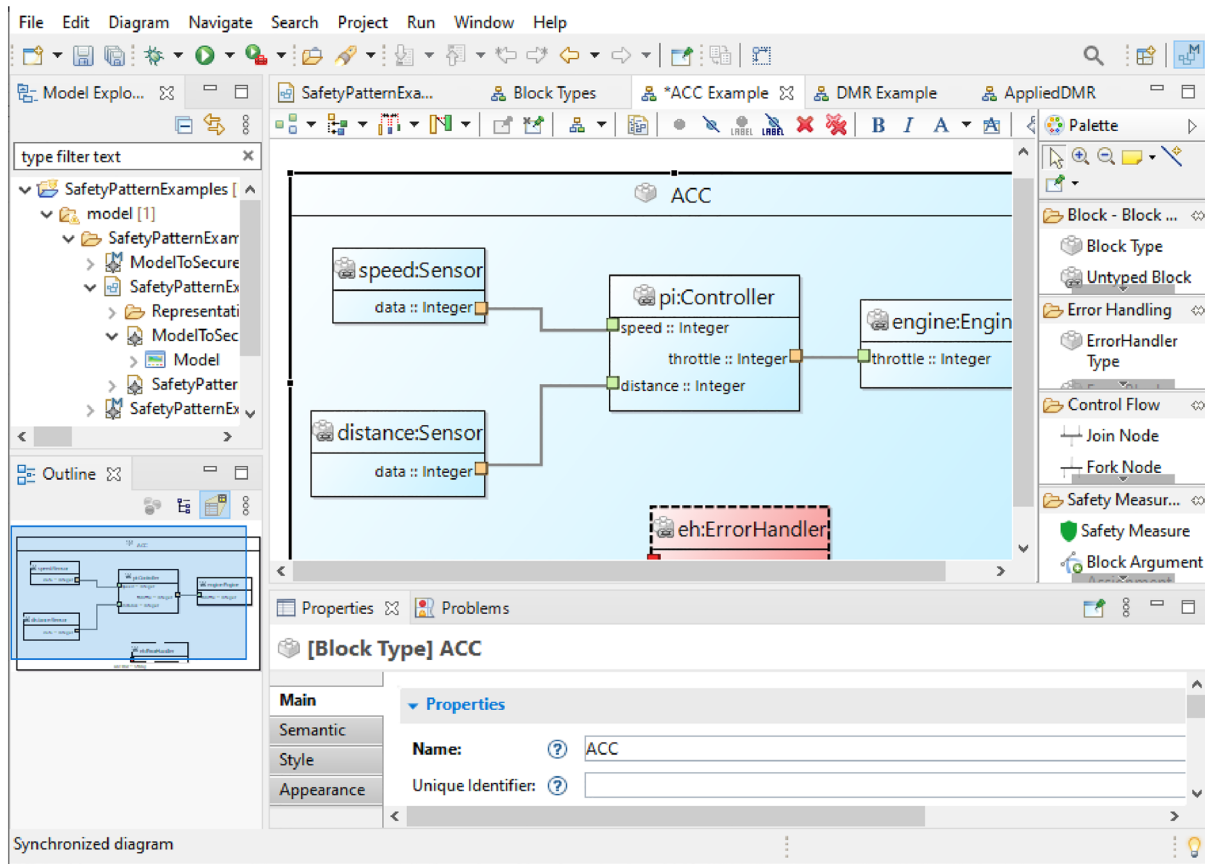 File Edit Diagram Navigate Search Project Run Window Help
Model Explo...
SafetyPatternExa...
Block Types
*ACC Example
DMR Example
AppliedDMR
LABEL LABEL B I A
Palette
type filter text
SafetyPatternExamples [
model [1]
SafetyPatternExam
ModelToSecure
SafetyPatternEx
Representati
ModelToSec
Model
SafetyPatter
SafetyPatternEx
ACC
speed:Sensor
data :: Integer
pi:Controller
speed :: Integer
throttle :: Integer
distance :: Integer
engine:Engin
throttle :: Integer
distance:Sensor
data :: Integer
eh:ErrorHandler
Block - Block ...
Block Type
Untyped Block
Error Handling
ErrorHandler
Type
Control Flow
Join Node
Fork Node
Safety Measur...
Safety Measure
Block Argument
Outline
ACC
Properties
Problems
[Block Type] ACC
Main
Semantic
Style
Appearance
Properties
Name:
ACC
Unique Identifier:
Synchronized diagram